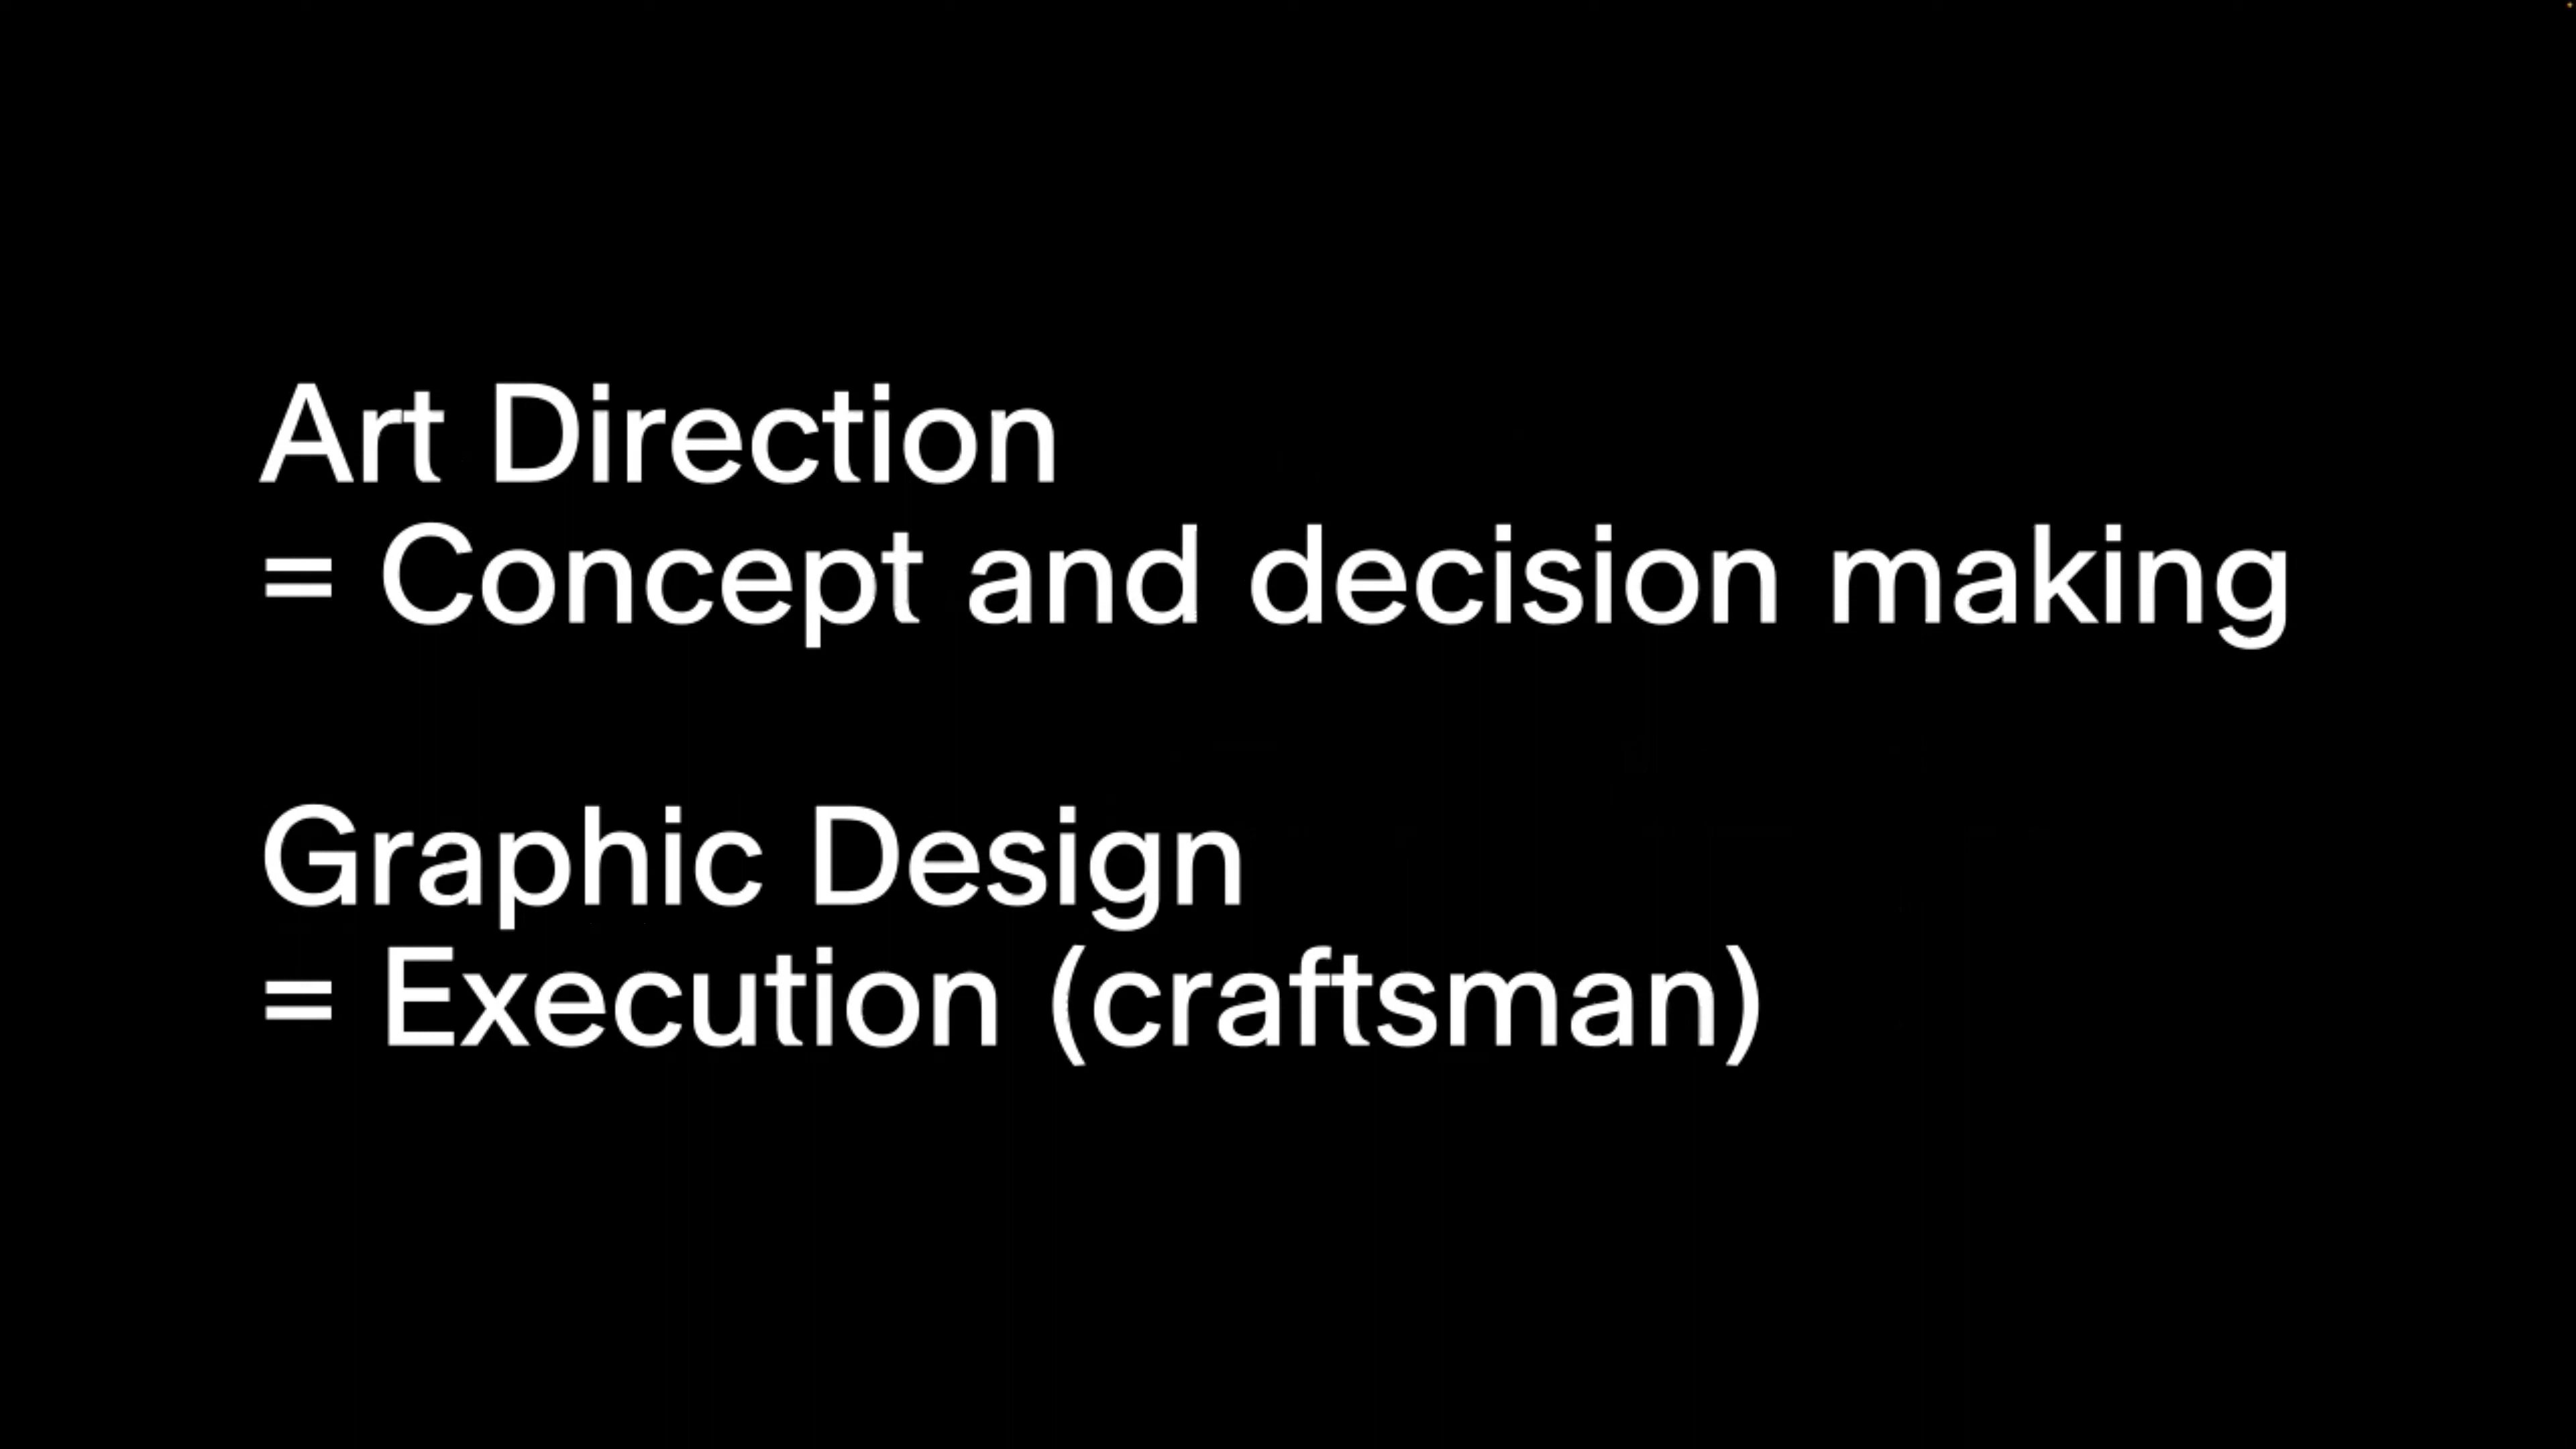 Art Direction
= Concept and decision making
Graphic Design
= Execution (craftsman)